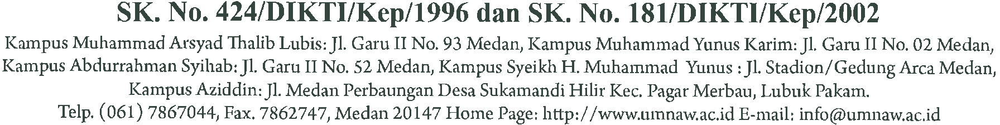 SK. No. 424/DIKTI/Kep/1996 dan SK. No. 181/DIKTI/Kep/2002
Kampus Muhammad Arsyad Thalib Lubis: Jl. Garu II No. 93 Medan, Kampus Muhammad Yunus Karim: Jl. Garu II No. 02 Medan,
Kampus Abdurrahman Syihab: Jl. Garu II No. 52 Medan, Kampus Syeikh H. Muhammad Yunus : Jl. Stadion/Gedung Arca Medan,
Kampus Aziddin: Jl. Medan Perbaungan Desa Sukamandi Hilir Kec. Pagar Merbau, Lubuk Pakam.
Telp. (061) 7867044, Fax. 7862747, Medan 20147 Home Page: http://www.umnaw.ac.id E-mail: info@umnaw.ac.id